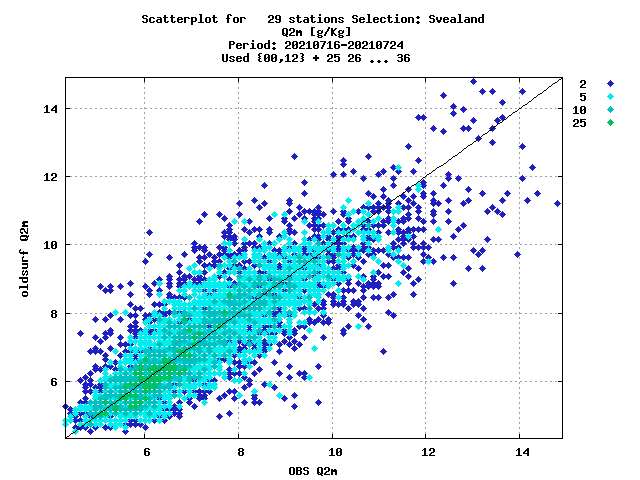 Scatterplot for   29 stations Selection: Svealand
Q2m [g/Kg]
Period: 20210716-20210724
Used {00,12} + 25 26 ... 36
2
5
10
25
14
12
10
8
6
oldsurf Q2m
6 8 10 12 14
OBS Q2m